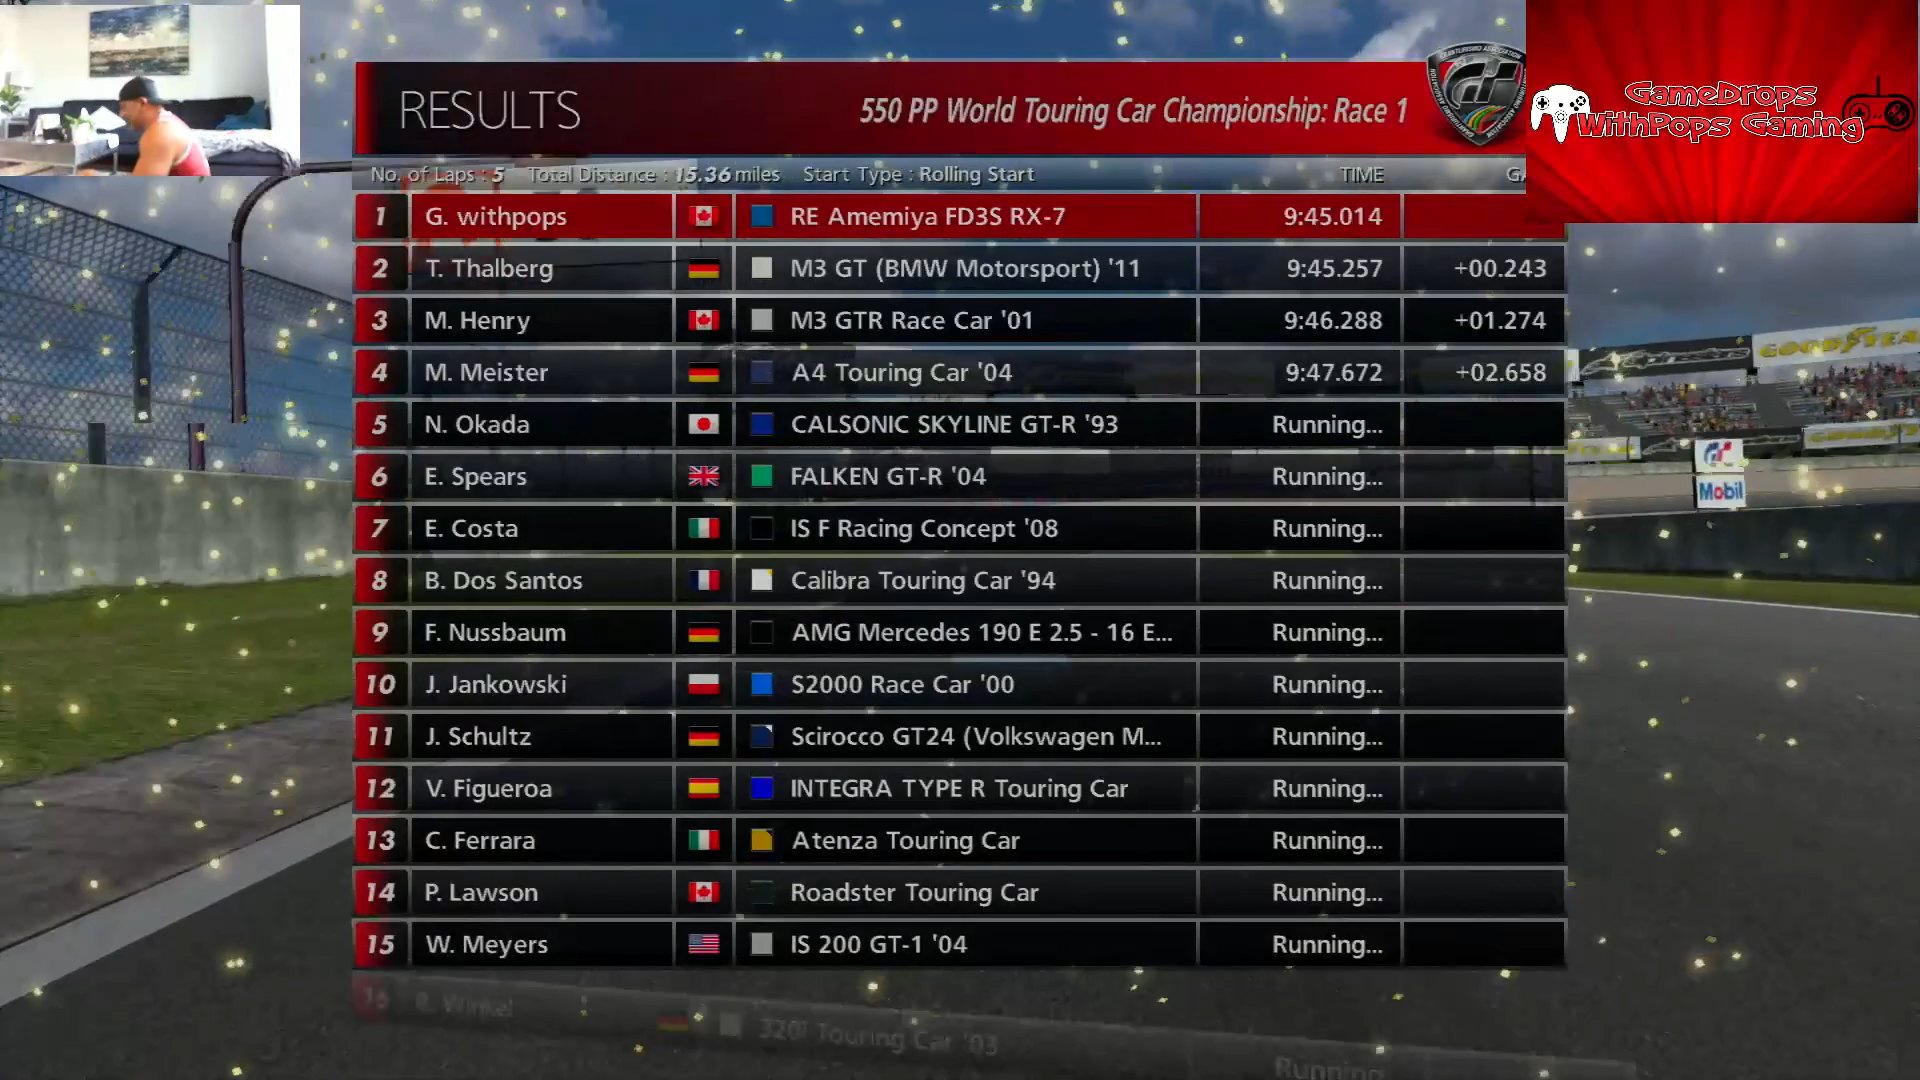 RESULTS
550 PP World Touring Car Championship: Race 1
GameDrops
WithPops Gaming
No. of Laps : 5 Total Distance : 15.36 miles Start Type : Rolling Start TIME
1 G. withpops RE Amemiya FD3S RX-7 9:45.014
2 T. Thalberg M3 GT (BMW Motorsport) '11 9:45.257 +00.243
3 M. Henry M3 GTR Race Car '01 9:46.288 +01.274
4 M. Meister A4 Touring Car '04 9:47.672 +02.658
5 N. Okada CALSONIC SKYLINE GT-R '93 Running...
6 E. Spears FALKEN GT-R '04 Running...
7 E. Costa IS F Racing Concept '08 Running...
8 B. Dos Santos Calibra Touring Car '94 Running...
9 F. Nussbaum AMG Mercedes 190 E 2.5 - 16 E... Running...
10 J. Jankowski S2000 Race Car '00 Running...
11 J. Schultz Scirocco GT24 (Volkswagen M... Running...
12 V. Figueroa INTEGRA TYPE R Touring Car Running...
13 C. Ferrara Atenza Touring Car Running...
14 P. Lawson Roadster Touring Car Running...
15 W. Meyers IS 200 GT-1 '04 Running...
16 Winkel 320i Touring Car '03 Running
Mobil